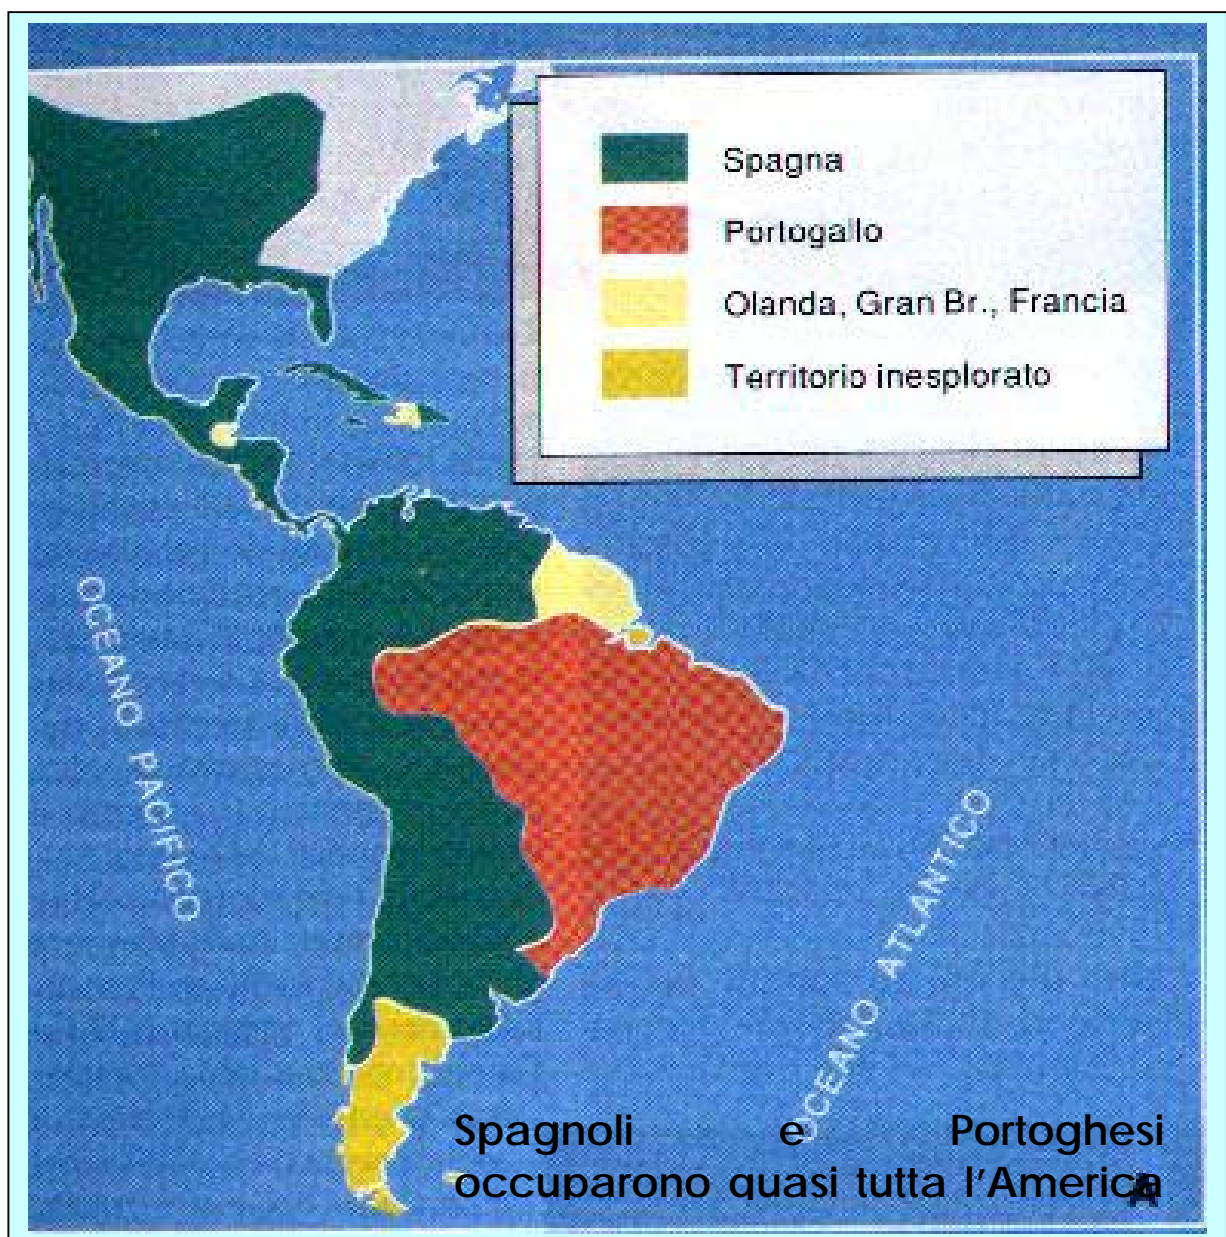 Spagna
Portogallo
Olanda, Gran Br., Francia
Territorio inesplorato
OCEANO PACIFICO
OCEANO ATLANTICO
Spagnoli e Portoghesi
occuparono quasi tutta l'America
A